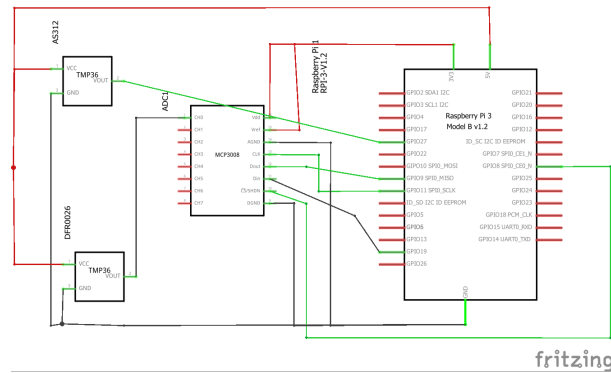 AS312
VCC
TMP36
VOUT
GND
ADC1
CH0
CH1
CH2
CH3
CH4
CH5
CH6
CH7
MCP3008
Vdd
Vref
AGND
CLK
Dout
Din
CS/SHDN
DGND
DFR0026
VCC
TMP36
VOUT
GND
Raspberry Pi 1
RPI-3-V1.2
3V3
5V
Raspberry Pi 3
Model B v1.2
GPIO2 SDA1 I2C
GPIO3 SCL1 I2C
GPIO4
GPIO17
GPIO27
GPIO22
GPIO10 SPI0_MOSI
GPIO9 SPI0_MISO
GPIO11 SPI0_SCLK
ID_SD I2C ID EEPROM
GPIO5
GPIO6
GPIO13
GPIO19
GPIO26
GPIO21
GPIO20
GPIO16
GPIO12
ID_SC I2C ID EEPROM
GPIO7 SPI0_CE1_N
GPIO8 SPI0_CE0_N
GPIO25
GPIO24
GPIO23
GPIO18 PCM_CLK
GPIO15 UART0_RXD
GPIO14 UART0_TXD
GND
fritzing